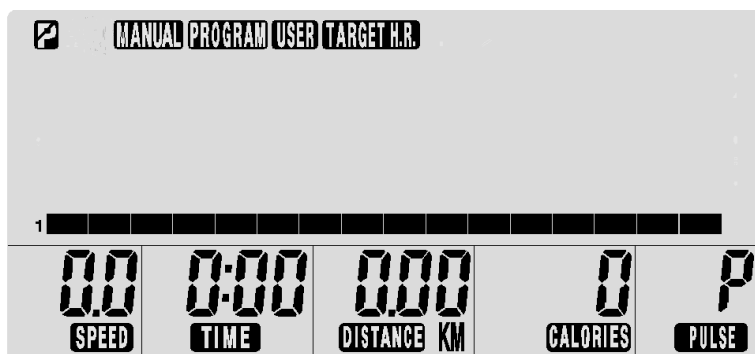 P MANUAL PROGRAM USER TARGET H.R.
1
0.0 0:00 0.00 0 P
SPEED TIME DISTANCE KM CALORIES PULSE